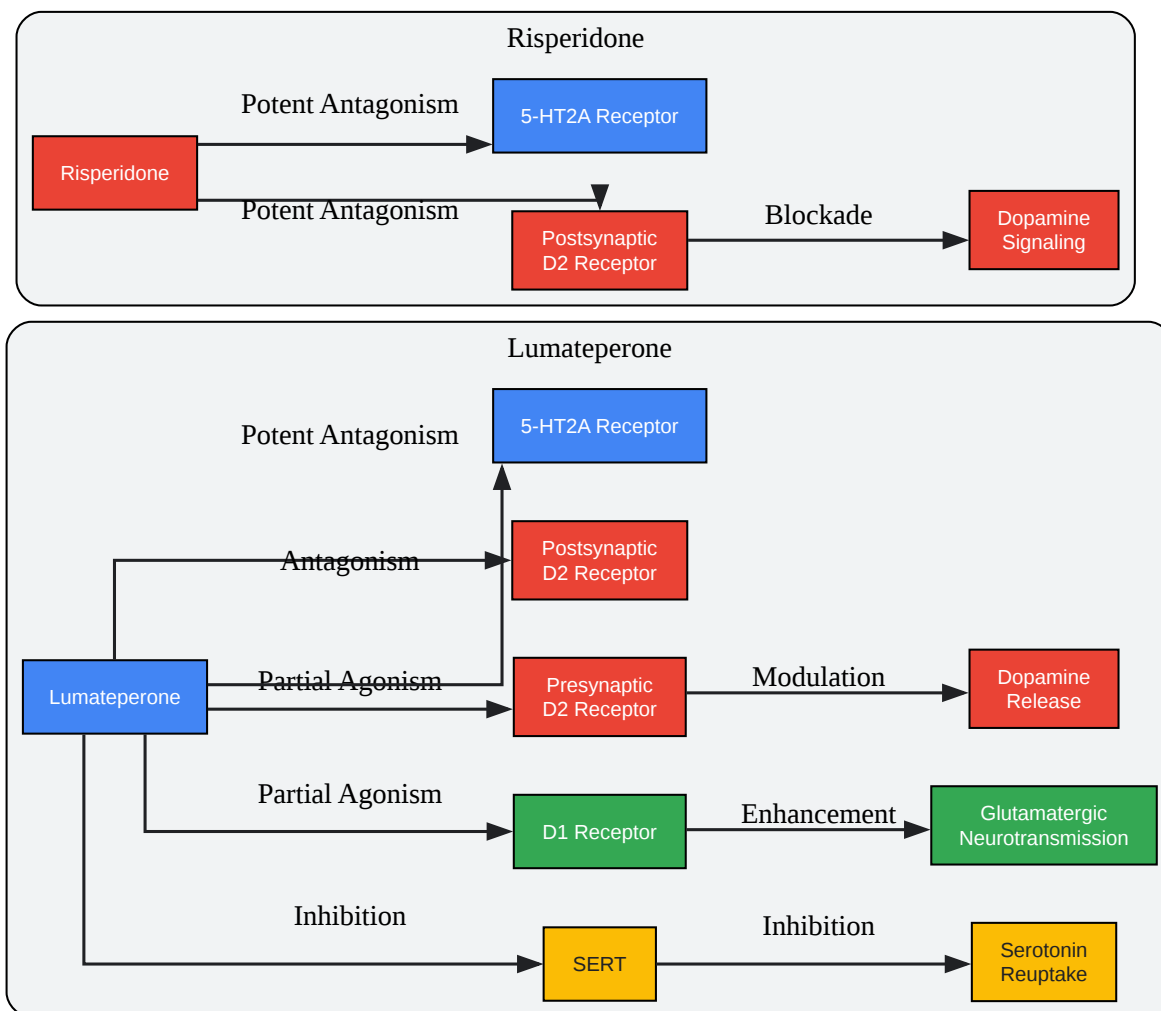 Risperidone
Potent Antagonism
5-HT2A Receptor
Risperidone
Potent Antagonism
Postsynaptic
D2 Receptor
Blockade
Dopamine
Signaling
Lumateperone
Potent Antagonism
5-HT2A Receptor
Antagonism
Postsynaptic
D2 Receptor
Lumateperone
Partial Agonism
Presynaptic
D2 Receptor
Modulation
Dopamine
Release
Partial Agonism
D1 Receptor
Enhancement
Glutamatergic
Neurotransmission
Inhibition
SERT
Inhibition
Serotonin
Reuptake